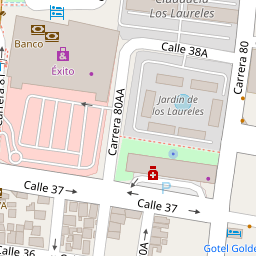 Ciudadela
Los Laureles
Banco
Calle 38A
Carrera 80
Éxito
Carrera 81
Carrera 80AA
Jardín de
los Laureles
Calle 37
P
Calle 37
Calle 36
80A
Gotel Golde